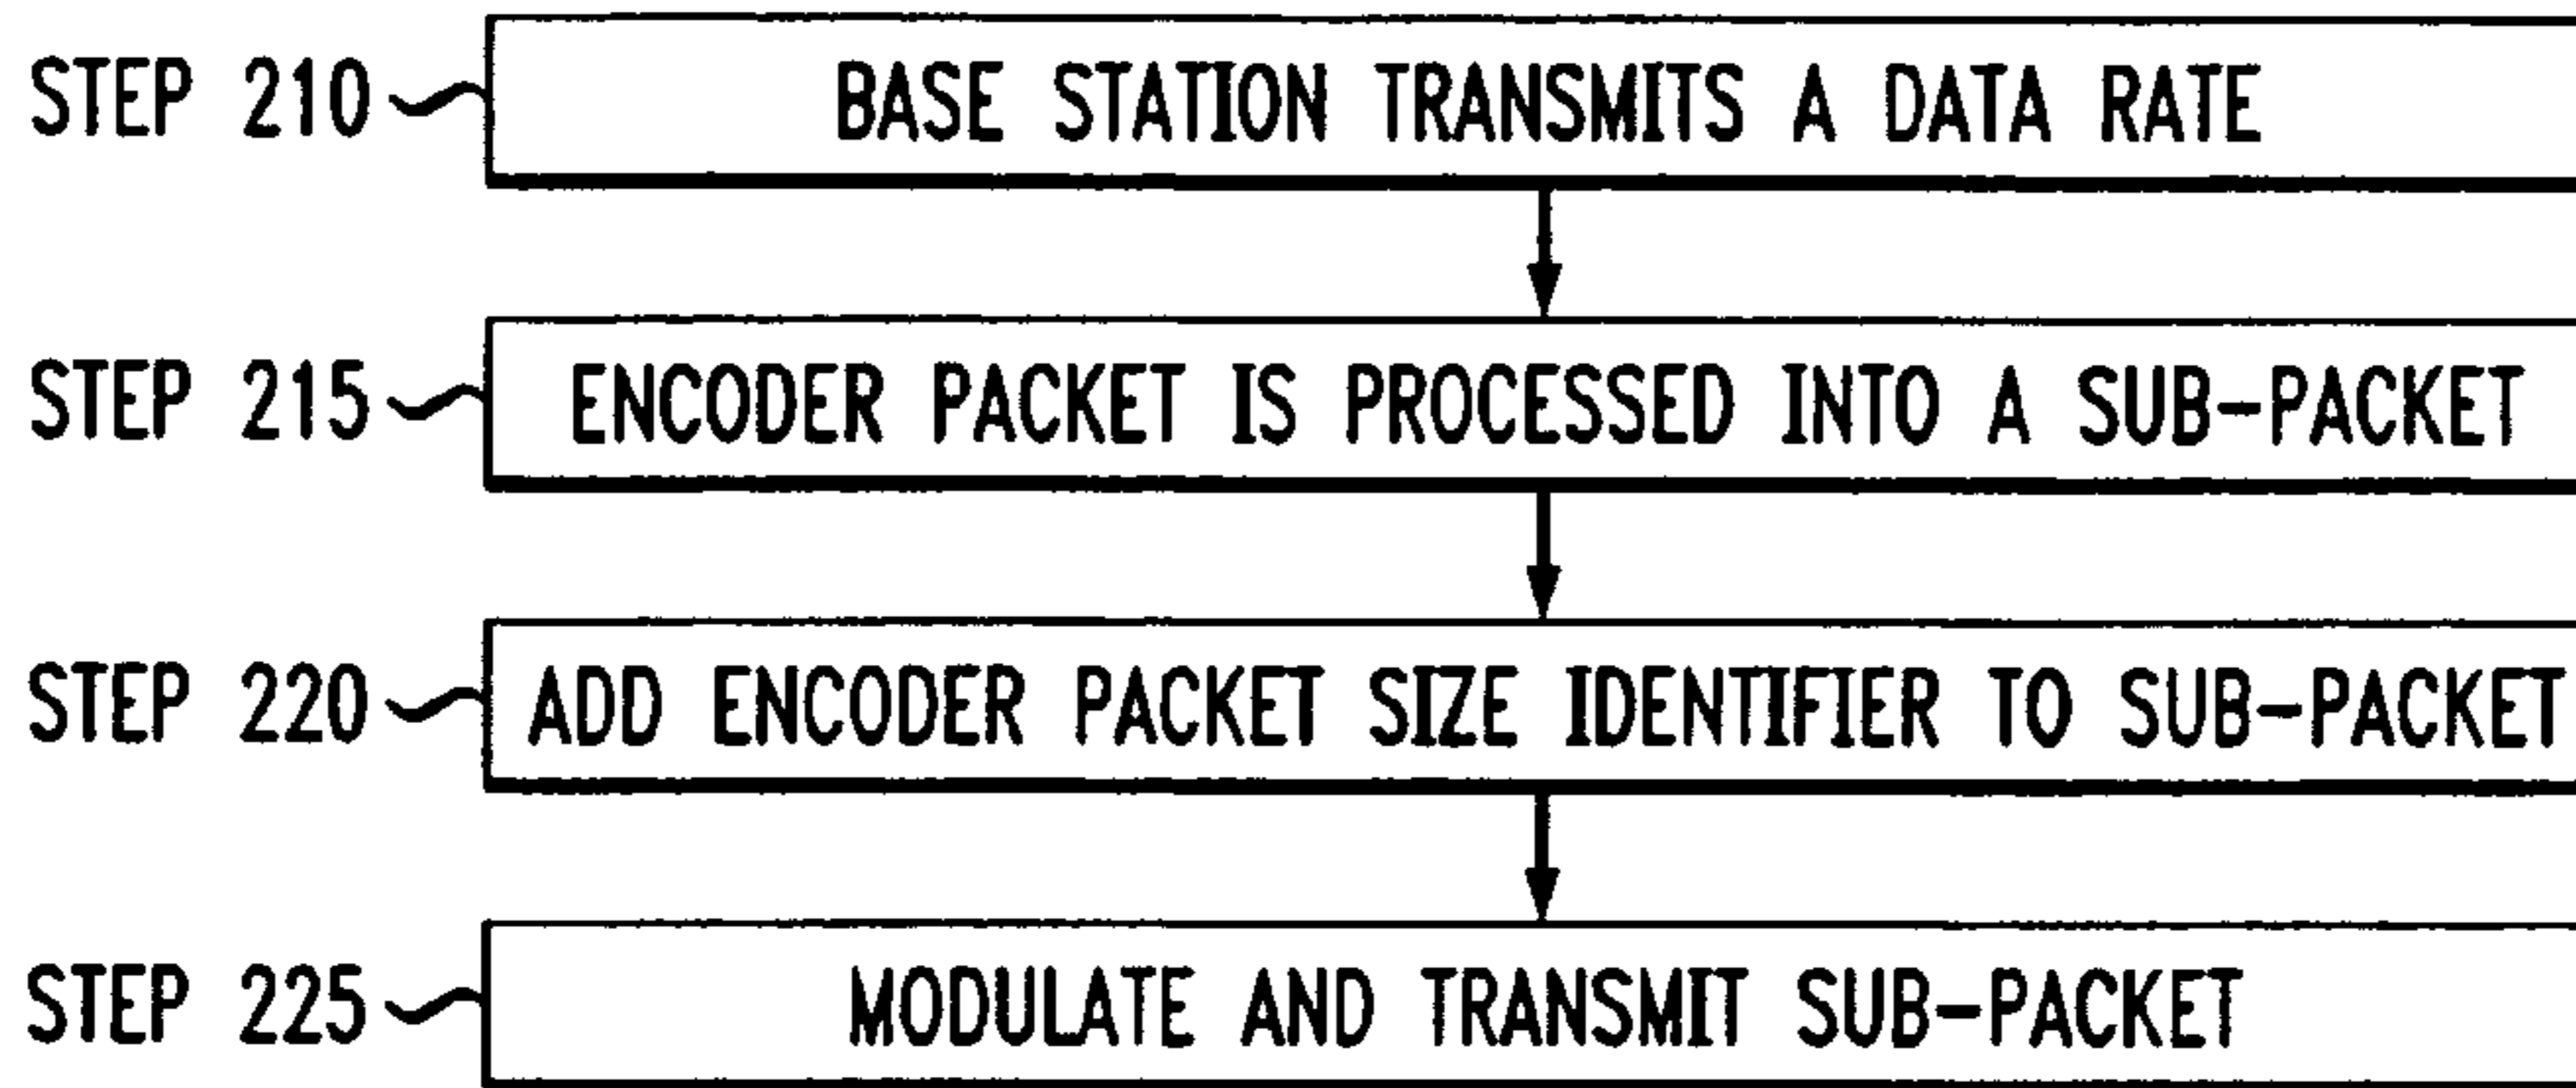 STEP 210 BASE STATION TRANSMITS A DATA RATE
STEP 215 ENCODER PACKET IS PROCESSED INTO A SUB-PACKET
STEP 220 ADD ENCODER PACKET SIZE IDENTIFIER TO SUB-PACKET
STEP 225 MODULATE AND TRANSMIT SUB-PACKET